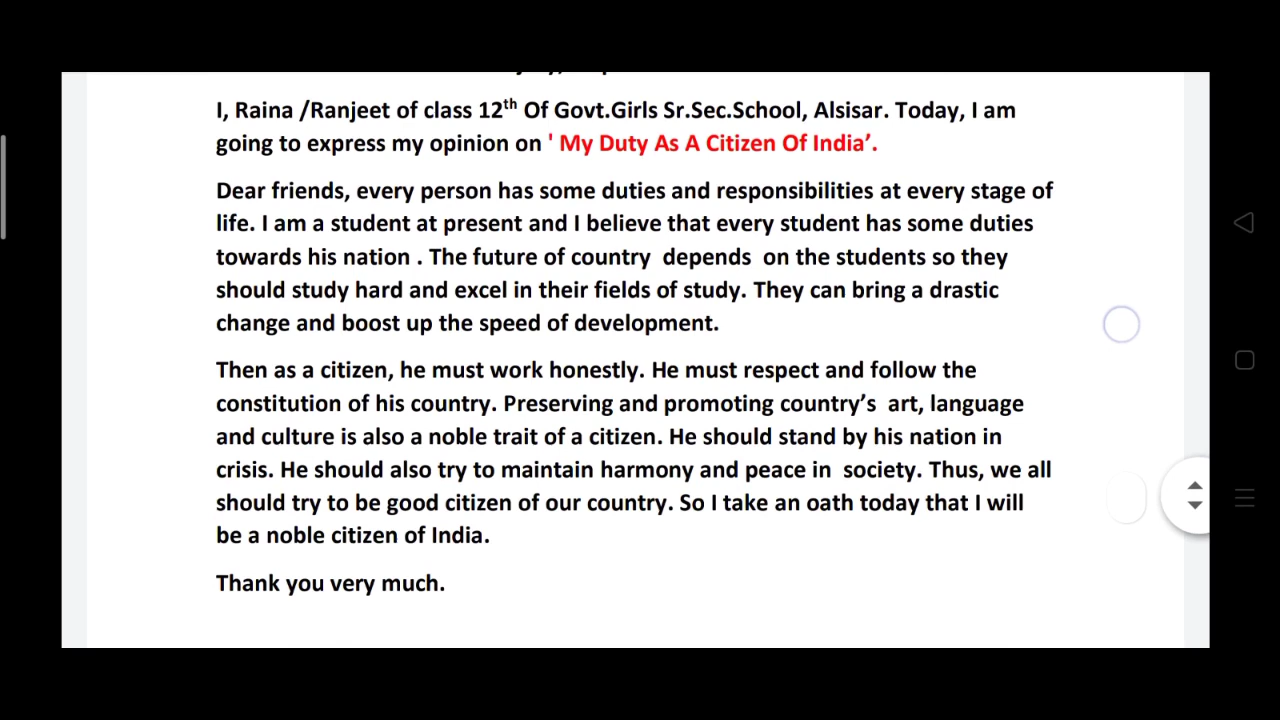 I, Raina /Ranjeet of class 12th Of Govt.Girls Sr.Sec.School, Alsisar. Today, I am
going to express my opinion on ' My Duty As A Citizen Of India’.
Dear friends, every person has some duties and responsibilities at every stage of
life. I am a student at present and I believe that every student has some duties
towards his nation . The future of country depends on the students so they
should study hard and excel in their fields of study. They can bring a drastic
change and boost up the speed of development.
Then as a citizen, he must work honestly. He must respect and follow the
constitution of his country. Preserving and promoting country’s art, language
and culture is also a noble trait of a citizen. He should stand by his nation in
crisis. He should also try to maintain harmony and peace in society. Thus, we all
should try to be good citizen of our country. So I take an oath today that I will
be a noble citizen of India.
Thank you very much.